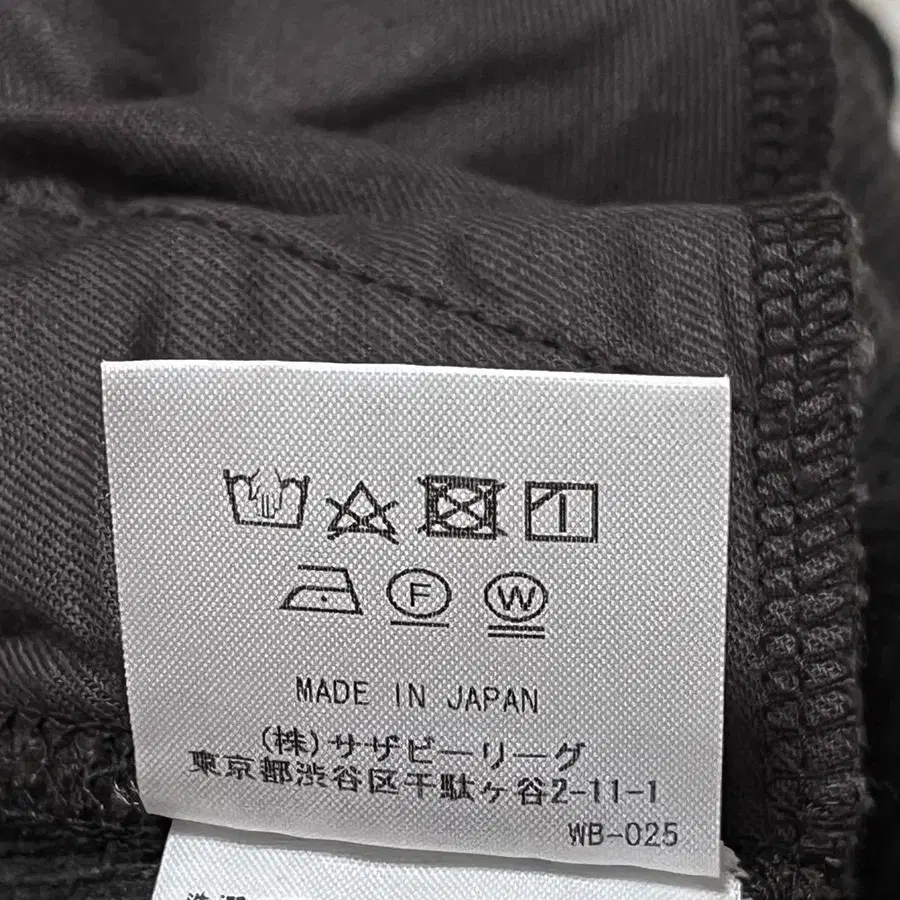 F W
MADE IN JAPAN
(株)サザビーリーグ
東京都渋谷区千駄ヶ谷2-11-1
WB-025